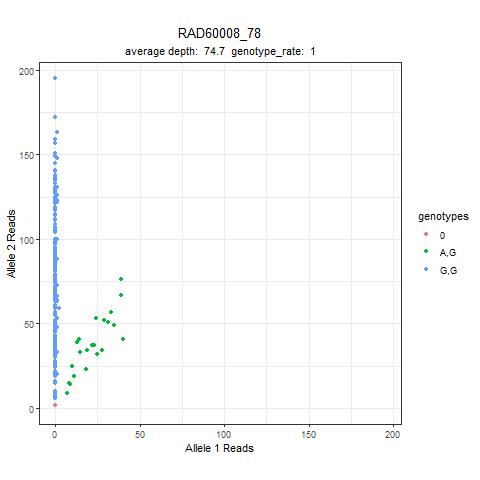 RAD60008_78
average depth: 74.7 genotype_rate: 1
200
150
100
50
0
Allele 2 Reads
0 50 100 150 200
Allele 1 Reads
genotypes
0
A,G
G,G